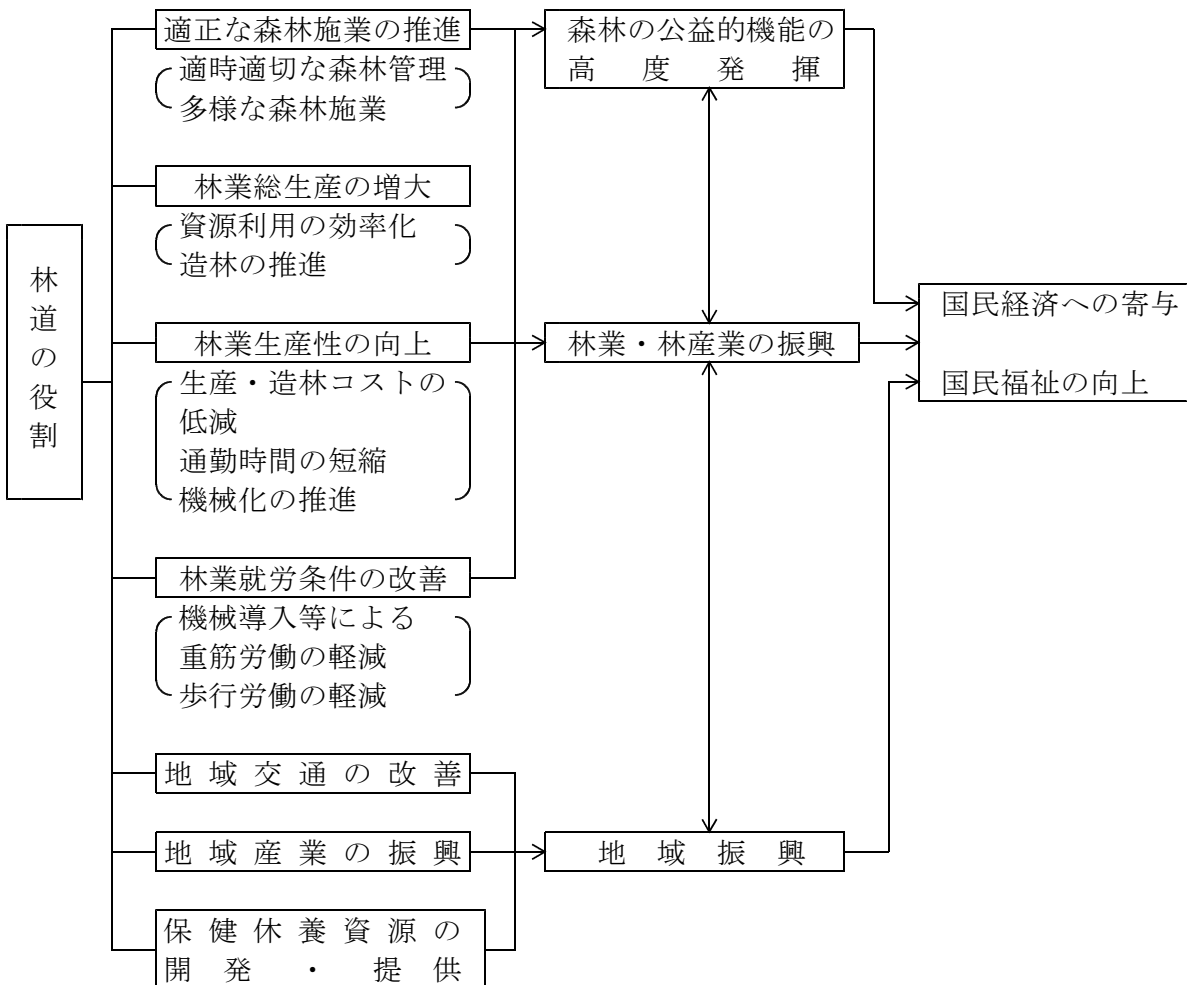 林道の役割
適正な森林施業の推進
適時適切な森林管理
多様な森林施業
林業総生産の増大
資源利用の効率化
造林の推進
林業生産性の向上
生産・造林コストの
低減
通勤時間の短縮
機械化の推進
林業就労条件の改善
機械導入等による
重筋労働の軽減
歩行労働の軽減
地域交通の改善
地域産業の振興
保健休養資源の
開発・提供
森林の公益的機能の
高度発揮
林業・林産業の振興
地域振興
国民経済への寄与
国民福祉の向上